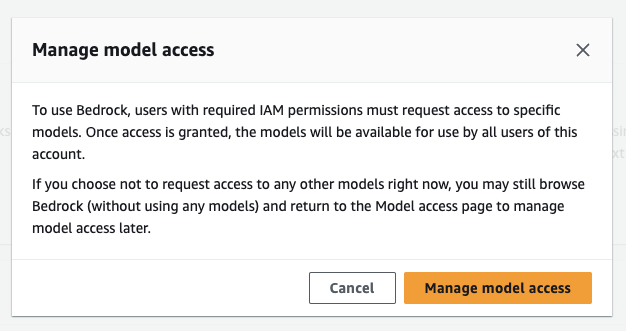 Manage model access
To use Bedrock, users with required IAM permissions must request access to specific
models. Once access is granted, the models will be available for use by all users of this
account.
If you choose not to request access to any other models right now, you may still browse
Bedrock (without using any models) and return to the Model access page to manage
model access later.
Cancel
Manage model access